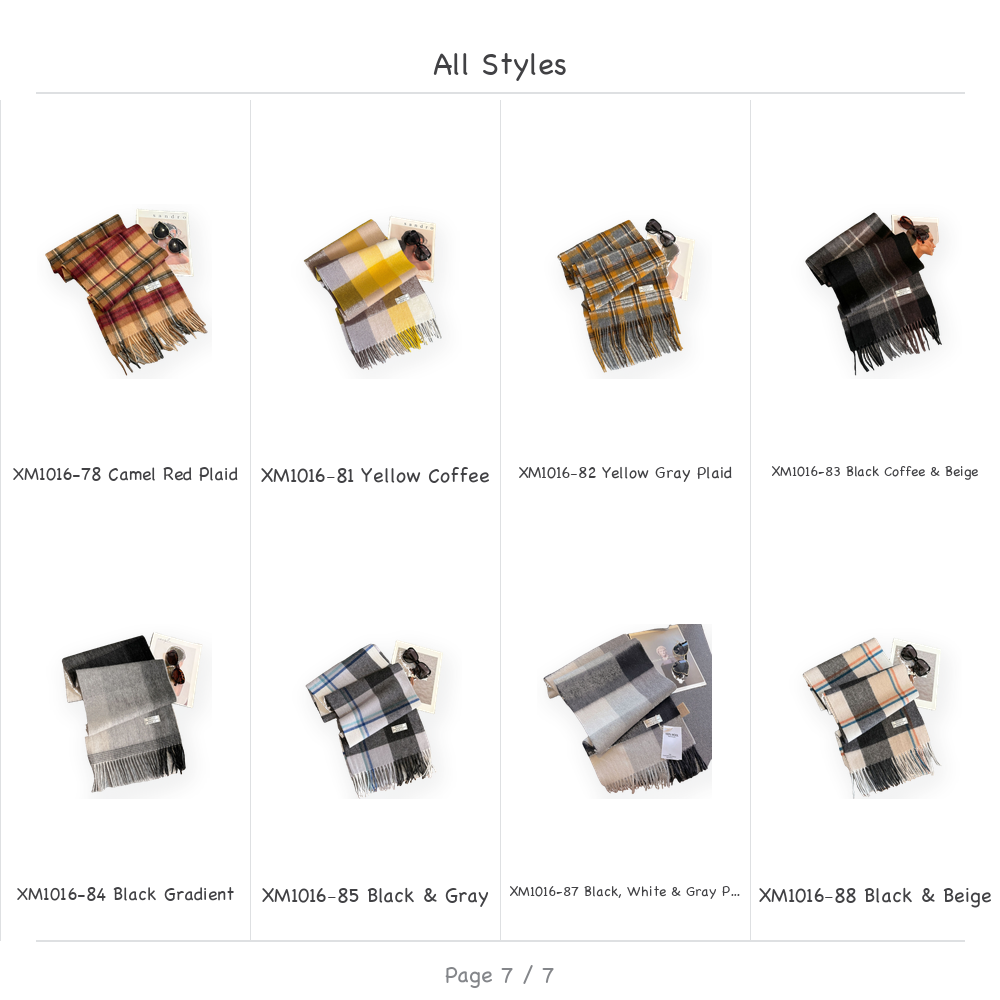 All Styles
sandro
sandro
XM1016-78 Camel Red Plaid
XM1016-81 Yellow Coffee
XM1016-82 Yellow Gray Plaid
XM1016-83 Black Coffee & Beige
XM1016-84 Black Gradient
XM1016-85 Black & Gray
XM1016-87 Black, White & Gray P...
XM1016-88 Black & Beige
Page 7 / 7